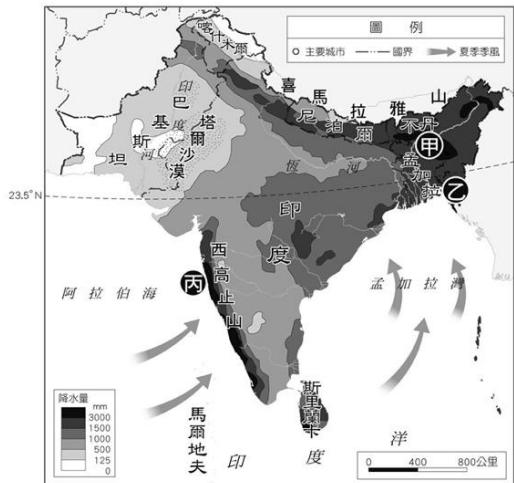 圖例
主要城市
國界
夏季季風
喀什米爾
喜馬拉雅山
印度河
巴基斯坦
塔爾沙漠
尼泊爾
不丹
甲
恆河
孟加拉
乙
23.5°N
印度
西高止山
丙
阿拉伯海
孟加拉灣
斯里蘭卡
馬爾地夫
印度洋
降水量
mm
3000
2000
1000
500
125
0
0 400 800公里